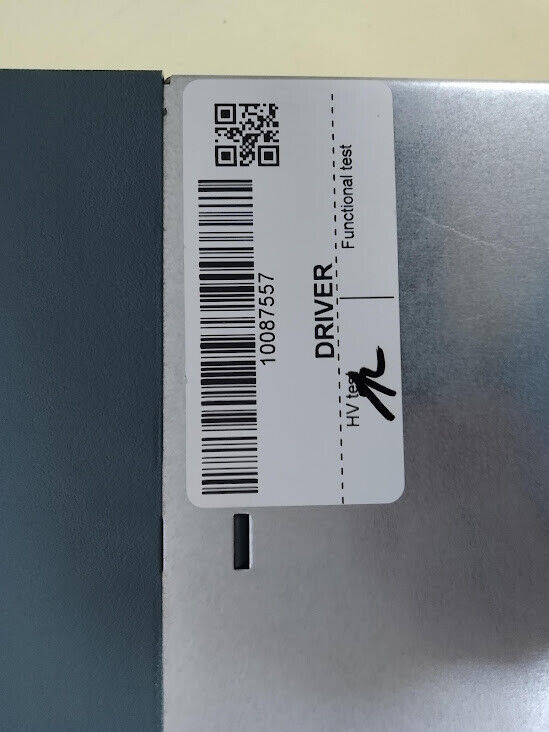 10087557
DRIVER
HV test
Functional test